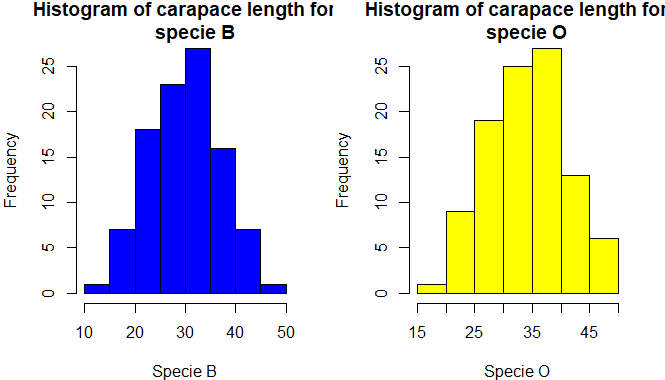 Histogram of carapace length for
specie B
Frequency
25
20
15
10
5
0
10 20 30 40 50
Specie B
Histogram of carapace length for
specie O
Frequency
25
20
15
10
5
0
15 25 35 45
Specie O